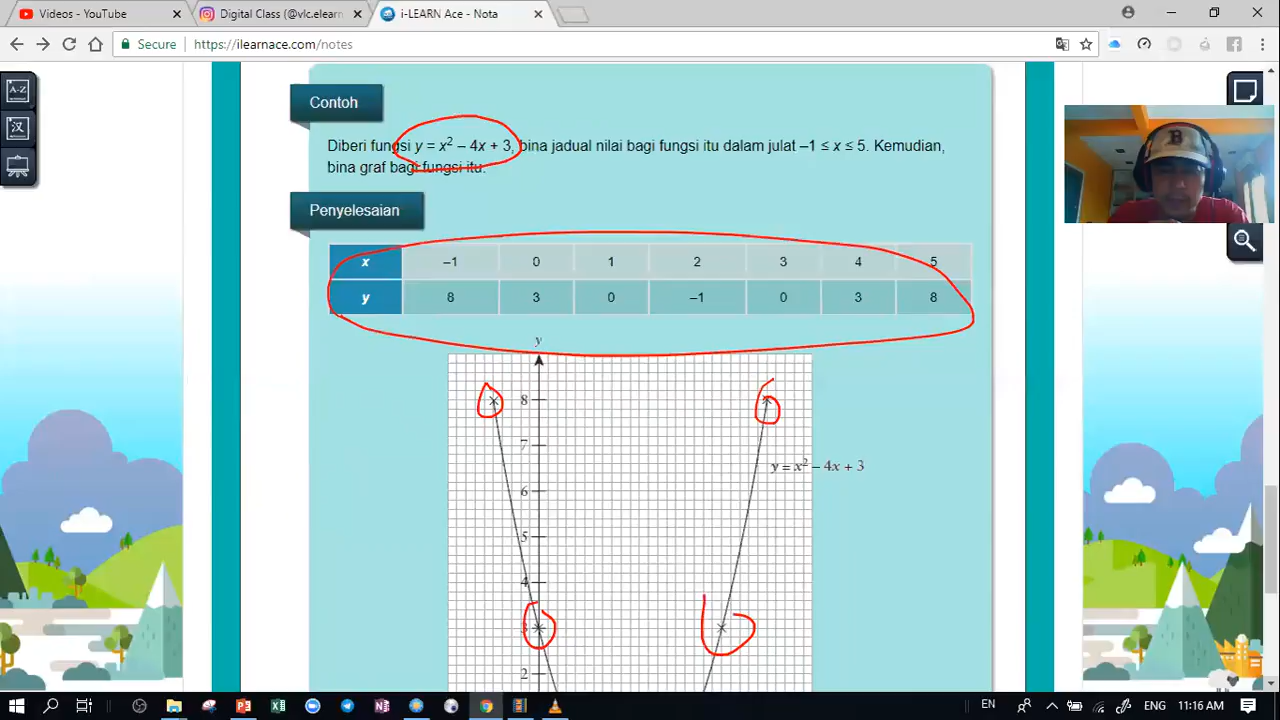 Videos - YouTube
Digital Class (@vlc.elearn
i-LEARN Ace - Nota
Secure
https://ilearnace.com/notes
A-Z
汉
Contoh
Diberi fungsi y = x² – 4x + 3, bina jadual nilai bagi fungsi itu dalam julat –1 ≤ x ≤ 5. Kemudian,
bina graf bagi fungsi itu.
Penyelesaian
x –1 0 1 2 3 4 5
y 8 3 0 –1 0 3 8
y
8
7
y = x² – 4x + 3
6
5
4
3
2
B
EN
ENG 11:16 AM